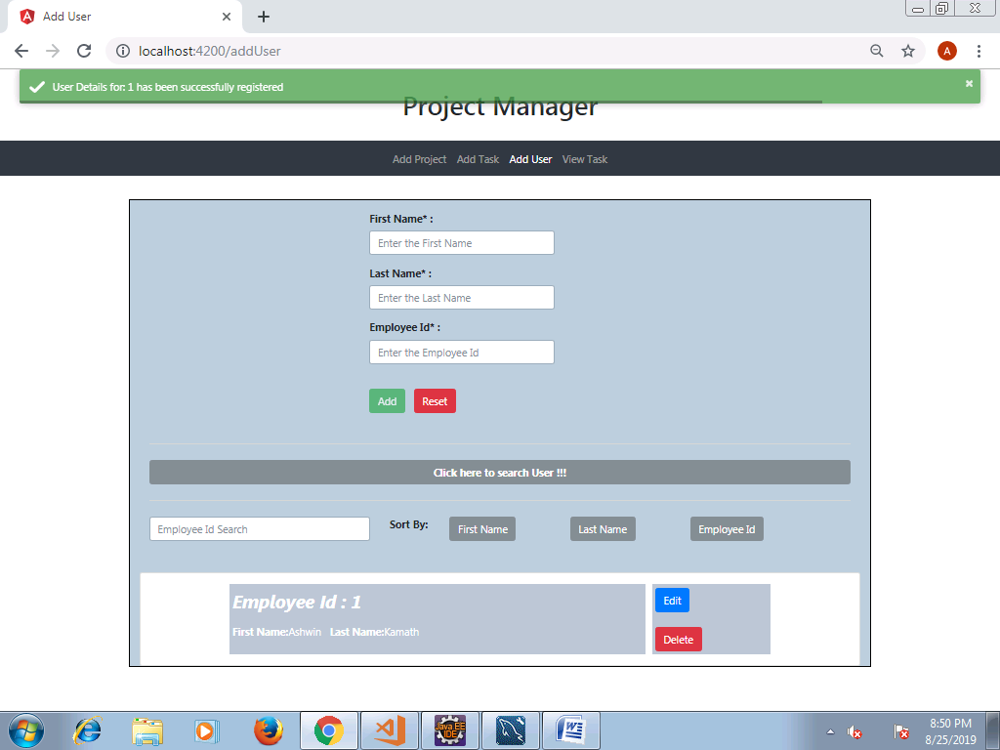 Add User
localhost:4200/addUser
A
User Details for: 1 has been successfully registered
Project Manager
Add Project Add Task Add User View Task
First Name* :
Enter the First Name
Last Name* :
Enter the Last Name
Employee Id* :
Enter the Employee Id
Add Reset
Click here to search User !!!
Employee Id Search Sort By: First Name Last Name Employee Id
Employee Id : 1 Edit
First Name:Ashwin Last Name:Kamath
Delete
Java EE
IDE
8:50 PM
8/25/2019